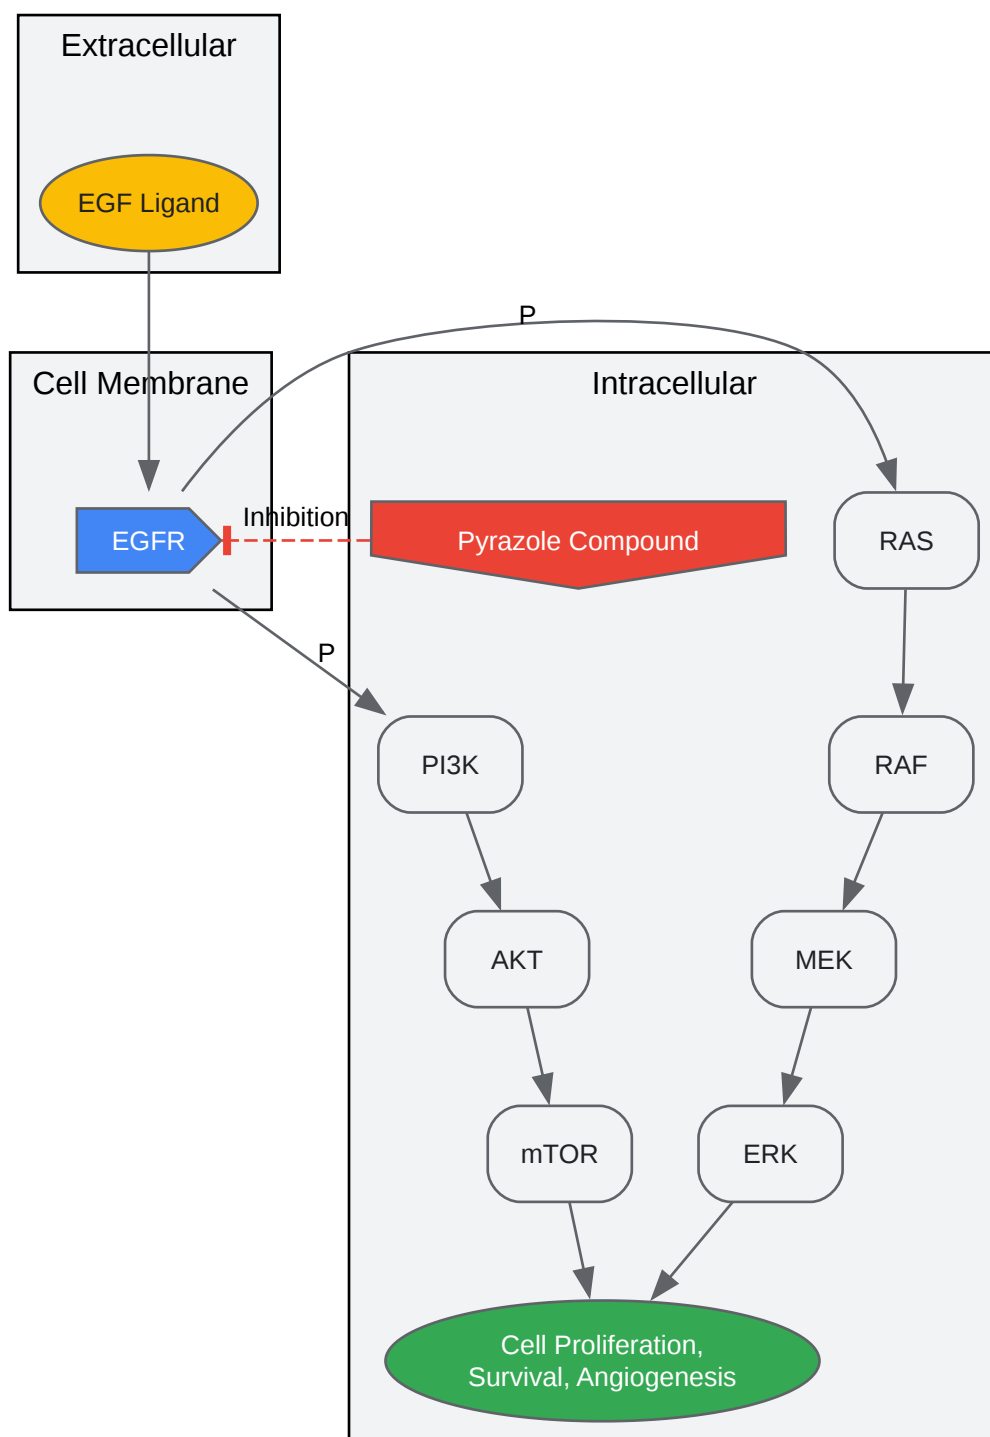 Extracellular
EGF Ligand
P
Cell Membrane
Intracellular
Inhibition
EGFR
Pyrazole Compound
RAS
P
PI3K
RAF
AKT
MEK
mTOR
ERK
Cell Proliferation,
Survival, Angiogenesis